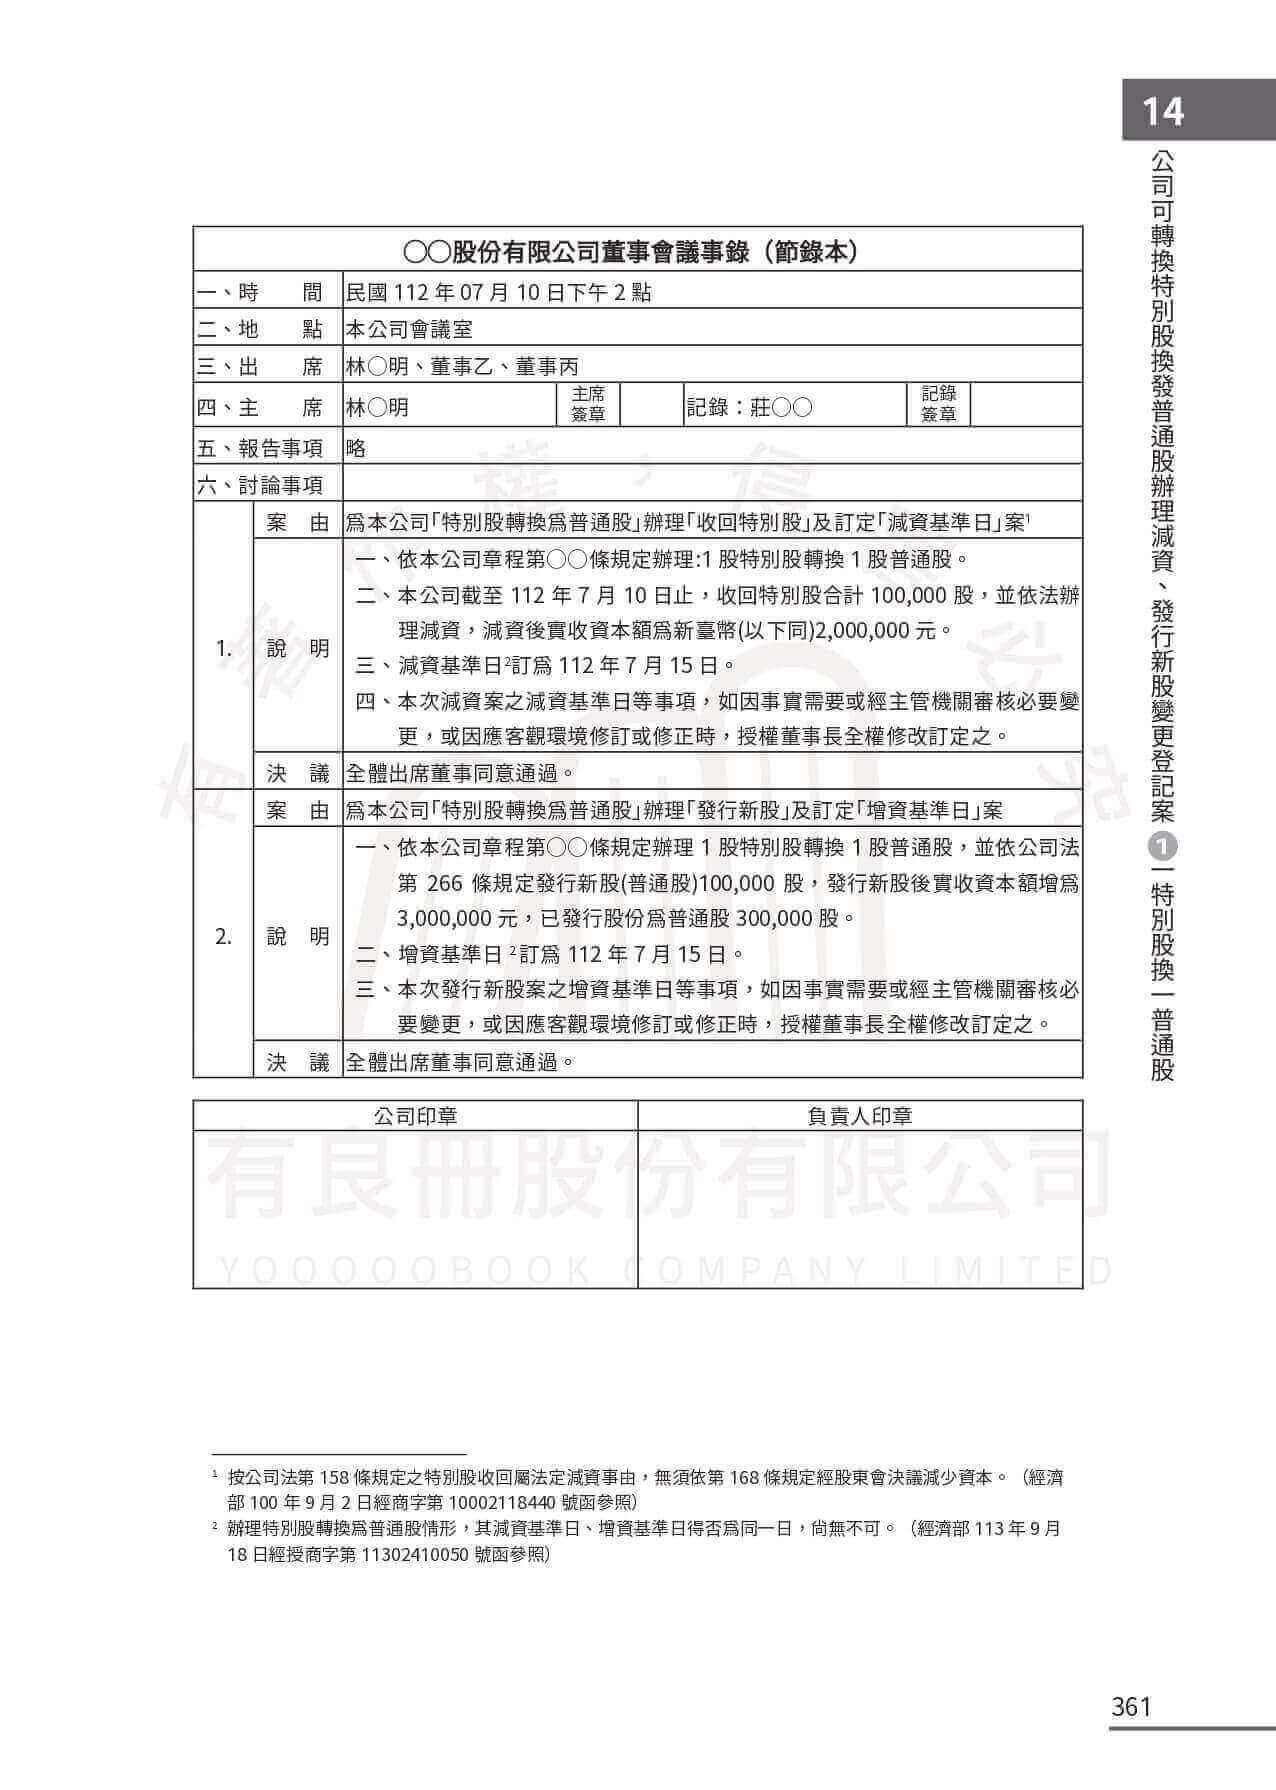 14
公司可轉換特別股換發普通股辦理減資、發行新股變更登記案 1 一特別股換一普通股
○○股份有限公司董事會議事錄（節錄本）
一、時 間 民國 112 年 07 月 10 日下午 2 點
二、地 點 本公司會議室
三、出 席 林○明、董事乙、董事丙
四、主 席 林○明 主席簽章 記錄：莊○○ 記錄簽章
五、報告事項 略
六、討論事項
1.
案 由 為本公司｢特別股轉換為普通股｣辦理｢收回特別股｣及訂定｢減資基準日｣案1
說 明
一、依本公司章程第○○條規定辦理:1 股特別股轉換 1 股普通股。
二、本公司截至 112 年 7 月 10 日止，收回特別股合計 100,000 股，並依法辦
理減資，減資後實收資本額為新臺幣(以下同)2,000,000 元。
三、減資基準日2訂為 112 年 7 月 15 日。
四、本次減資案之減資基準日等事項，如因事實需要或經主管機關審核必要變
更，或因應客觀環境修訂或修正時，授權董事長全權修改訂定之。
決 議 全體出席董事同意通過。
2.
案 由 為本公司｢特別股轉換為普通股｣辦理｢發行新股｣及訂定｢增資基準日｣案
說 明
一、依本公司章程第○○條規定辦理 1 股特別股轉換 1 股普通股，並依公司法
第 266 條規定發行新股(普通股)100,000 股，發行新股後實收資本額增為
3,000,000 元，已發行股份為普通股 300,000 股。
二、增資基準日 2訂為 112 年 7 月 15 日。
三、本次發行新股案之增資基準日等事項，如因事實需要或經主管機關審核必
要變更，或因應客觀環境修訂或修正時，授權董事長全權修改訂定之。
決 議 全體出席董事同意通過。
公司印章 負責人印章
有良冊股份有限公司
YOOOOOBOOK COMPANY LIMITED
1 按公司法第 158 條規定之特別股收回屬法定減資事由，無須依第 168 條規定經股東會決議減少資本。（經濟
部 100 年 9 月 2 日經商字第 10002118440 號函參照）
2 辦理特別股轉換為普通股情形，其減資基準日、增資基準日得否為同一日，尚無不可。（經濟部 113 年 9 月
18 日經授商字第 11302410050 號函參照）
361